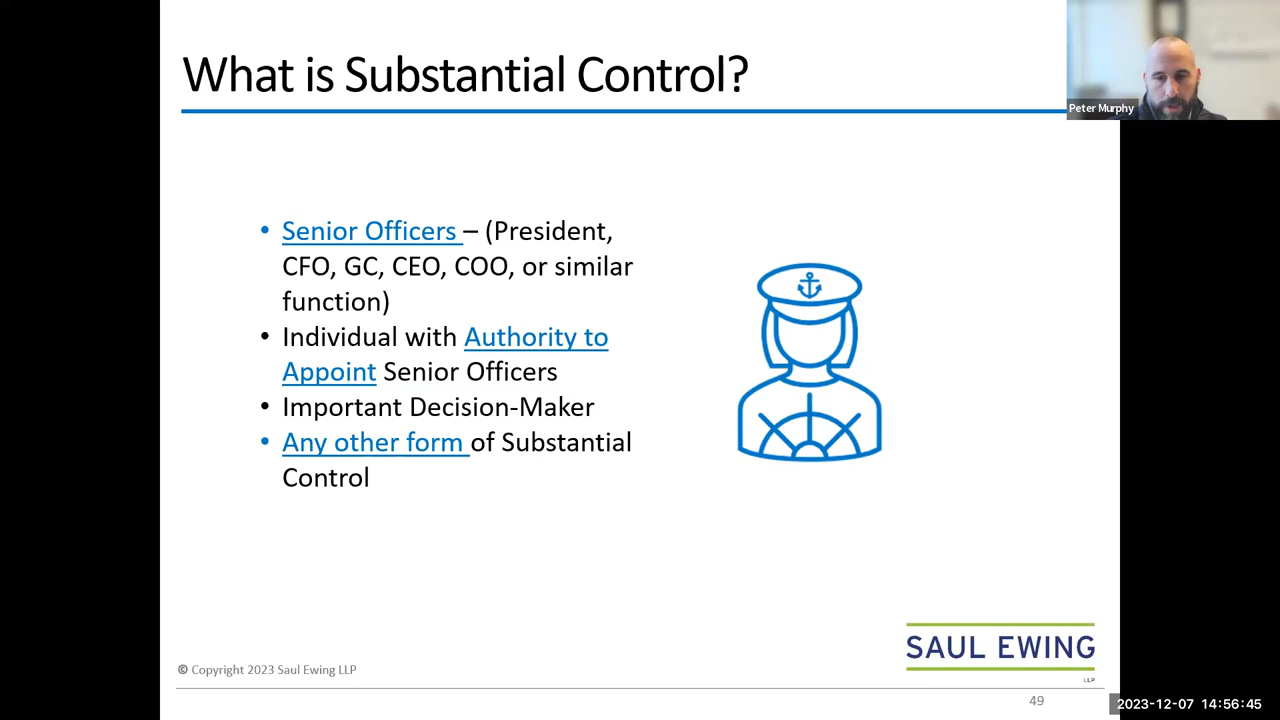 What is Substantial Control?
Peter Murphy
• Senior Officers – (President,
CFO, GC, CEO, COO, or similar
function)
• Individual with Authority to
Appoint Senior Officers
• Important Decision-Maker
• Any other form of Substantial
Control
SAUL EWING
LLP
© Copyright 2023 Saul Ewing LLP
49
2023-12-07 14:56:45